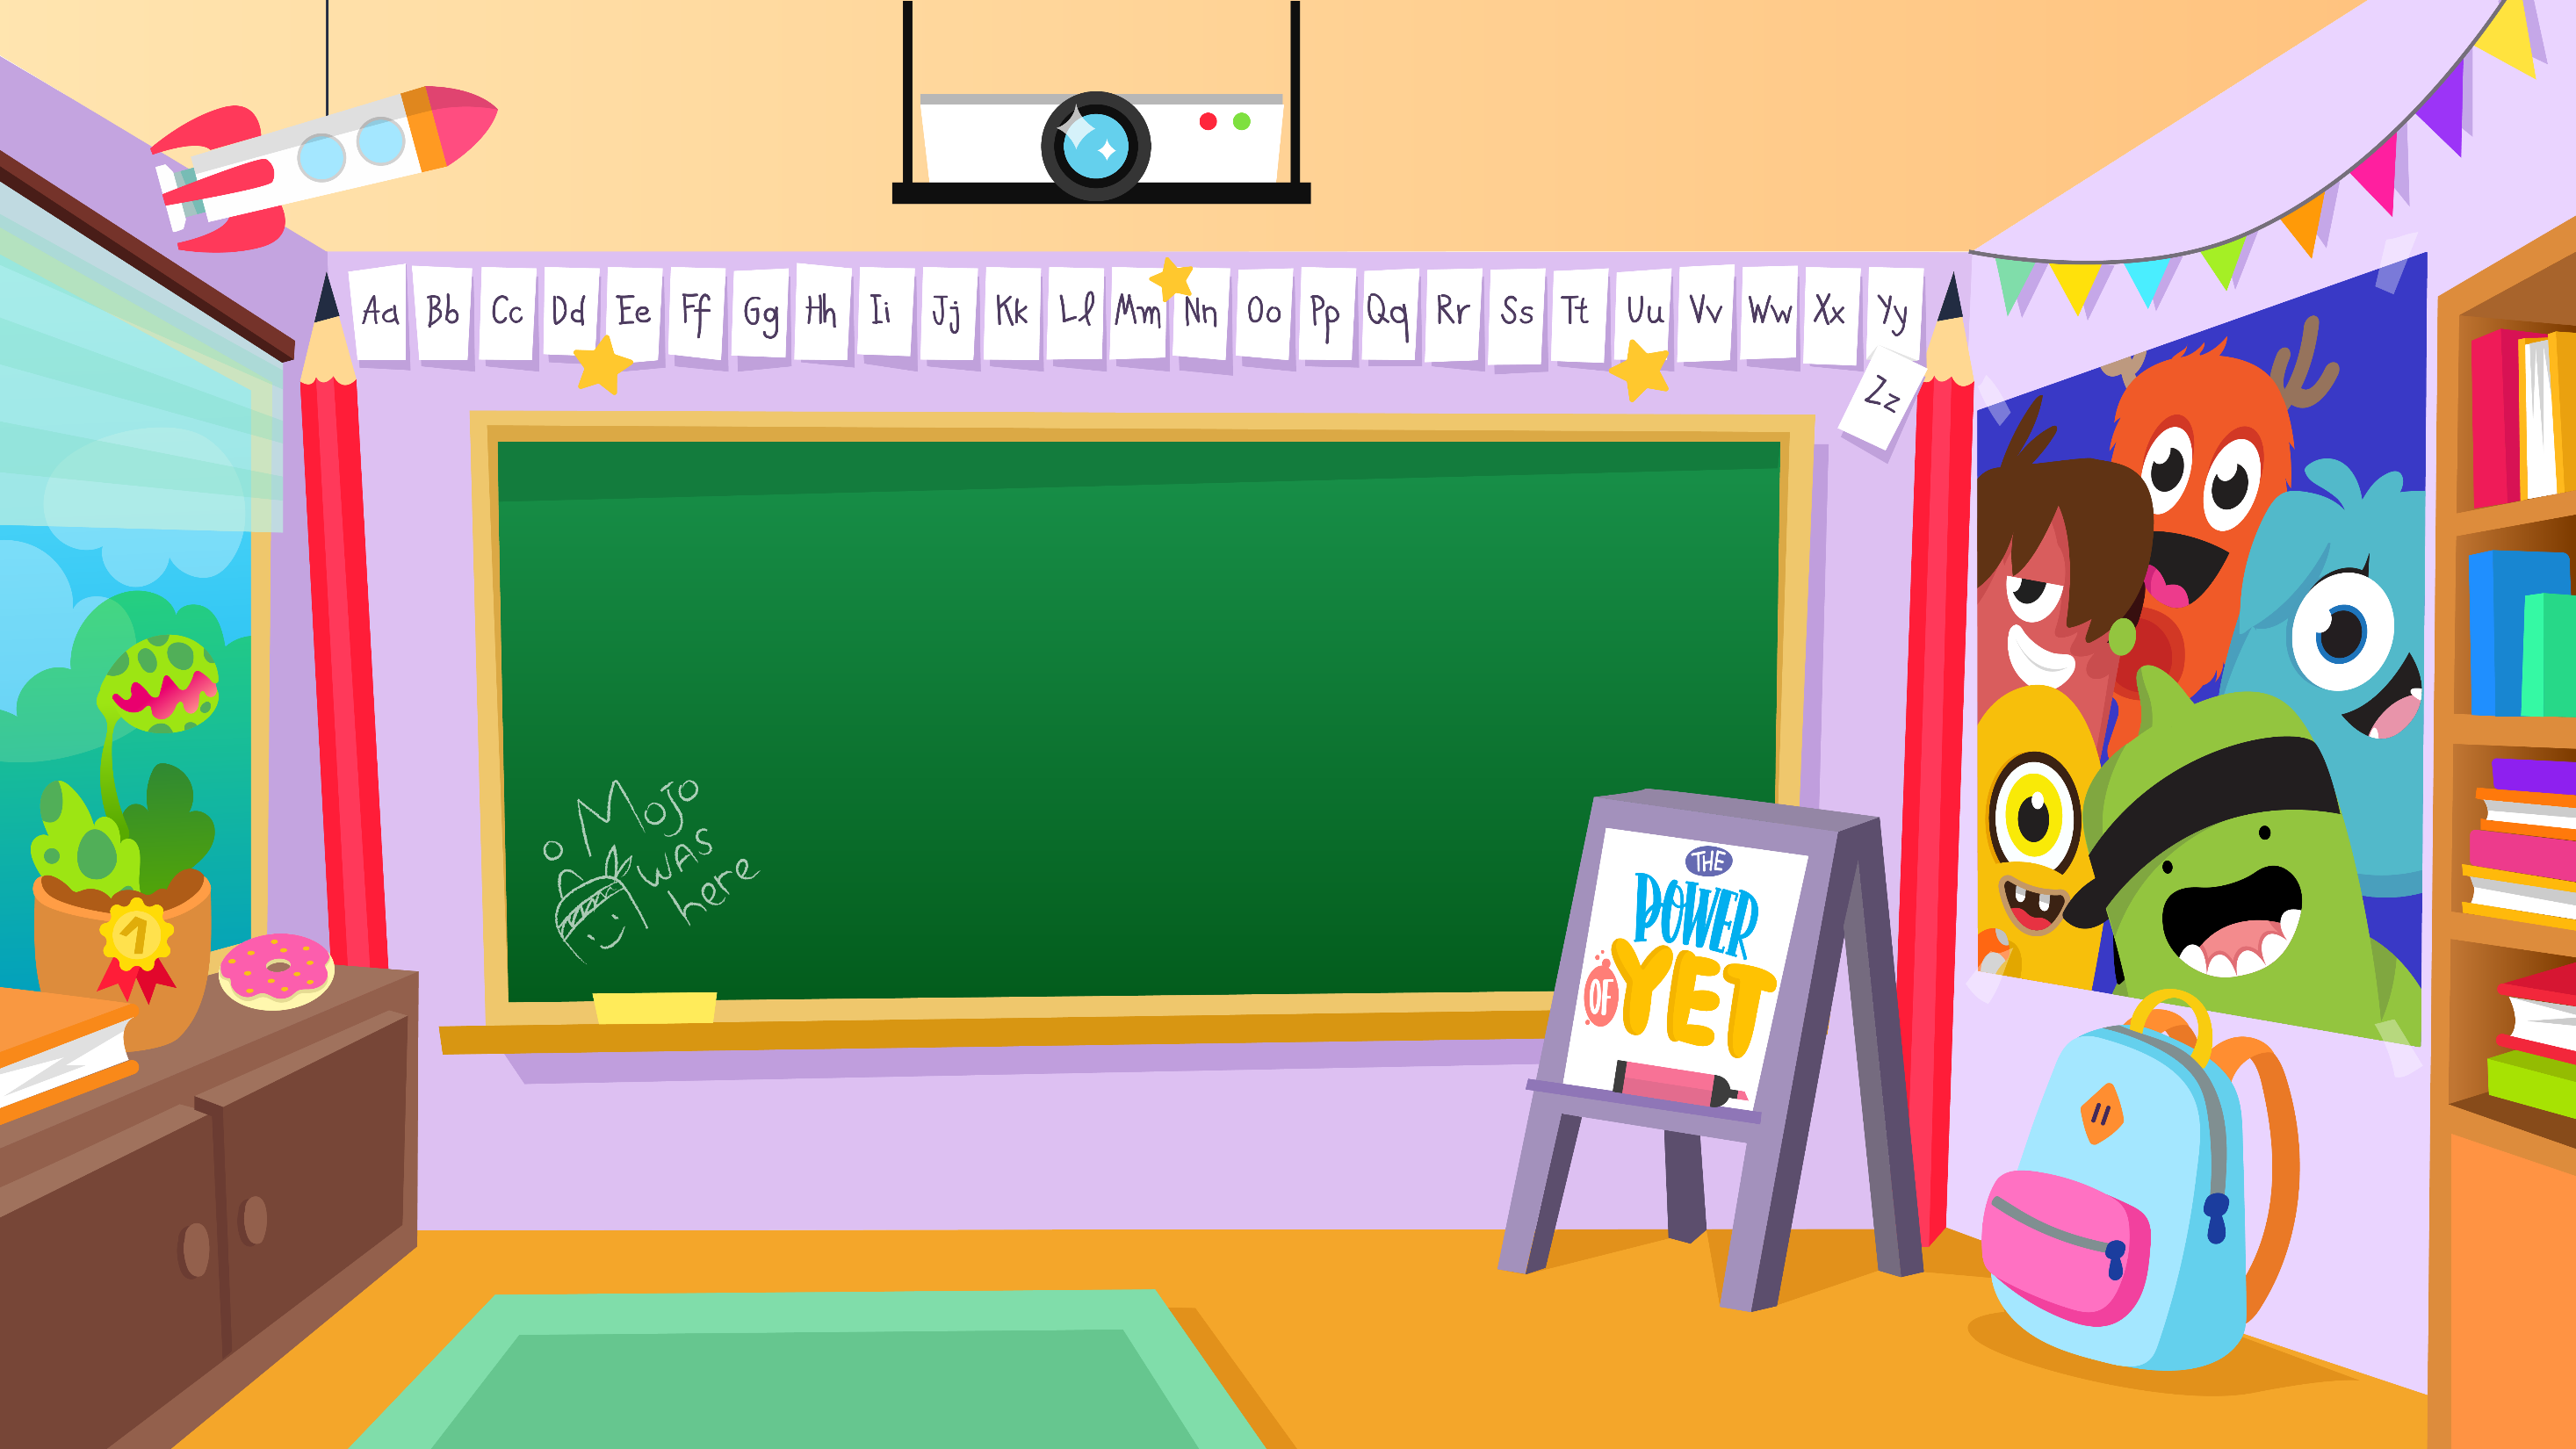 Aa Bb Cc Dd Ee Ff Gg Hh Ii Jj Kk Ll Mm Nn Oo Pp Qq Rr Ss Tt Uu Vv Ww Xx Yy
Zz
Mojo
was
here
THE
POWER
OF YET
1